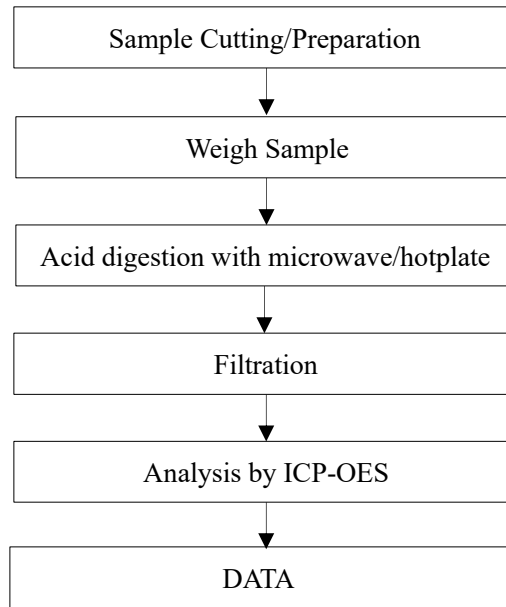 Sample Cutting/Preparation
Weigh Sample
Acid digestion with microwave/hotplate
Filtration
Analysis by ICP-OES
DATA